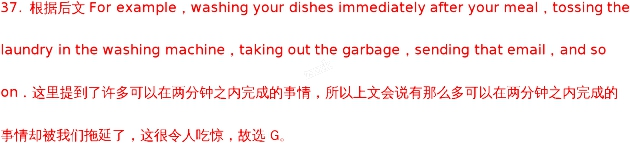 37．根据后文 For example，washing your dishes immediately after your meal，tossing the
laundry in the washing machine，taking out the garbage，sending that email，and so
on．这里提到了许多可以在两分钟之内完成的事情，所以上文会说有那么多可以在两分钟之内完成的
事情却被我们拖延了，这很令人吃惊，故选 G。